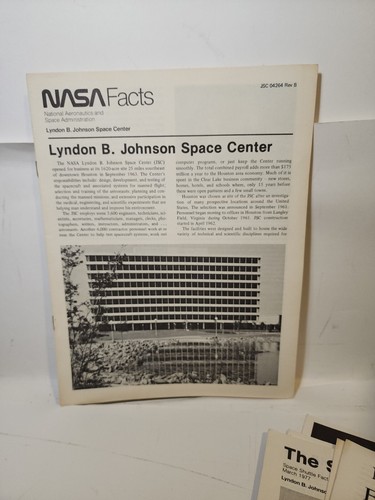 JSC 04264 Rev B
NASA Facts
National Aeronautics and
Space Administration
Lyndon B. Johnson Space Center
Lyndon B. Johnson Space Center
The NASA Lyndon B. Johnson Space Center (JSC)
opened for business at its 1620-acre site 25 miles southeast
of downtown Houston in September 1963. The Center's
responsibilities include design, development, and testing of
the spacecraft and associated systems for manned flight;
selection and training of the astronauts; planning and con-
ducting the manned missions; and extensive participation in
the medical, engineering, and scientific experiments that are
helping man understand and improve his environment.
The JSC employs some 3,600 engineers, technicians, sci-
entists, secretaries, mathematicians, managers, clerks, pho-
tographers, writers, instructors, administrators, and
Another 6,000 contractor personnel work at or
near the Center to help test spacecraft systems, work out
computer programs, or just keep the Center running
smoothly. The total combined payroll adds more than $175
million a year to the Houston area economy. Much of it is
spent in the Clear Lake business community - new stores,
homes, hotels, and schools where, only 15 years before
there were open pastures and a few small towns.
Houston was chosen as site of the JSC after an investiga-
tion of many prospective locations around the United
States. The selection was announced in September 1961.
Personnel began moving to offices in Houston from Langley
Field, Virginia during October 1961. JSC construction
started in April 1962.
The facilities were designed and built to house the wide
variety of technical and scientific disciplines required for
The S
Space Shuttle Fact
March 1977
Lyndon B. Johns